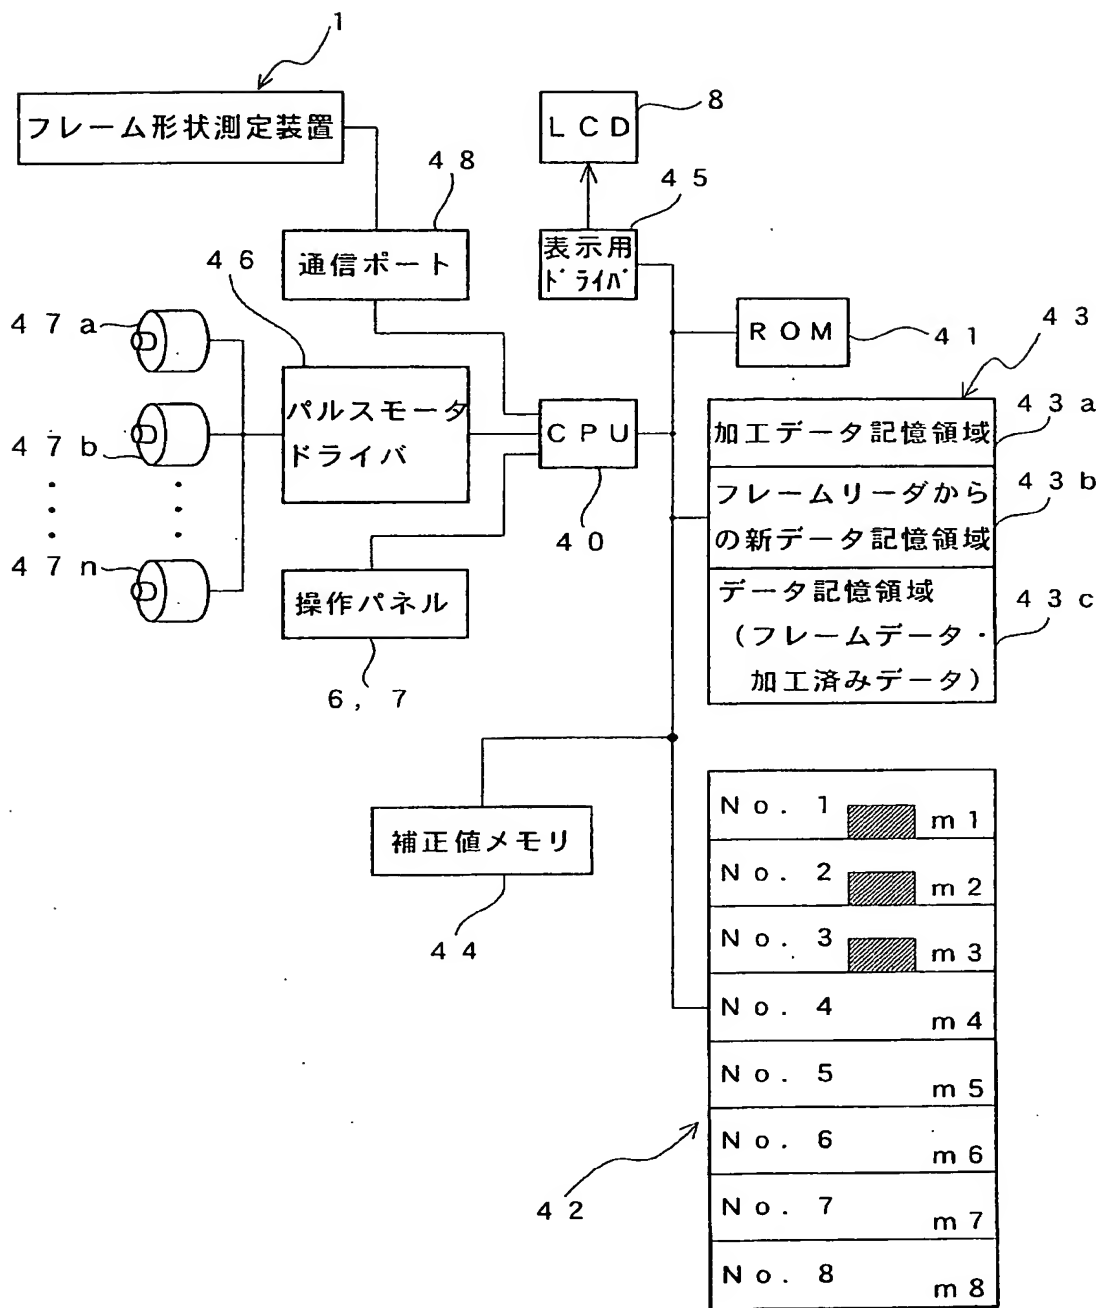 1
フレーム形状測定装置
LCD
8
48
45
通信ポート
46
表示用
ドライバ
47a
ROM
41
43
パルスモータ
ドライバ
CPU
40
加工データ記憶領域
43a
47b
フレームリーダから
の新データ記憶領域
43b
47n
操作パネル
6, 7
データ記憶領域
(フレームデータ・
加工済みデータ)
43c
補正値メモリ
44
No. 1 m1
No. 2 m2
No. 3 m3
No. 4 m4
No. 5 m5
No. 6 m6
No. 7 m7
No. 8 m8
42